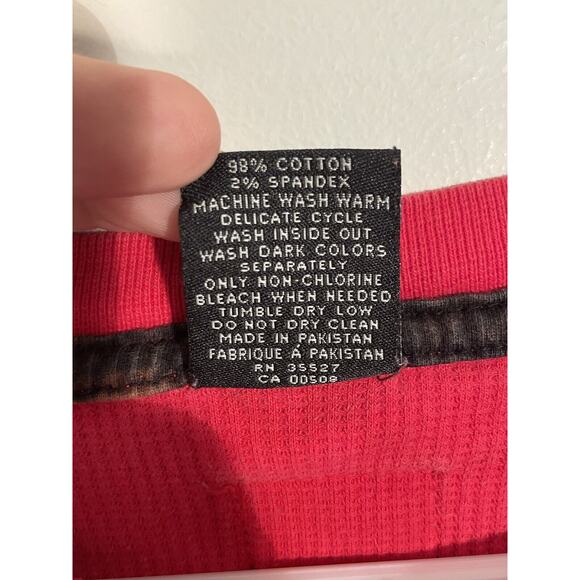 98% COTTON
2% SPANDEX
MACHINE WASH WARM
DELICATE CYCLE
WASH INSIDE OUT
WASH DARK COLORS
SEPARATELY
ONLY NON-CHLORINE
BLEACH WHEN NEEDED
TUMBLE DRY LOW
DO NOT DRY CLEAN
MADE IN PAKISTAN
FABRIQUE Á PAKISTAN
RN 35527
CA 00509